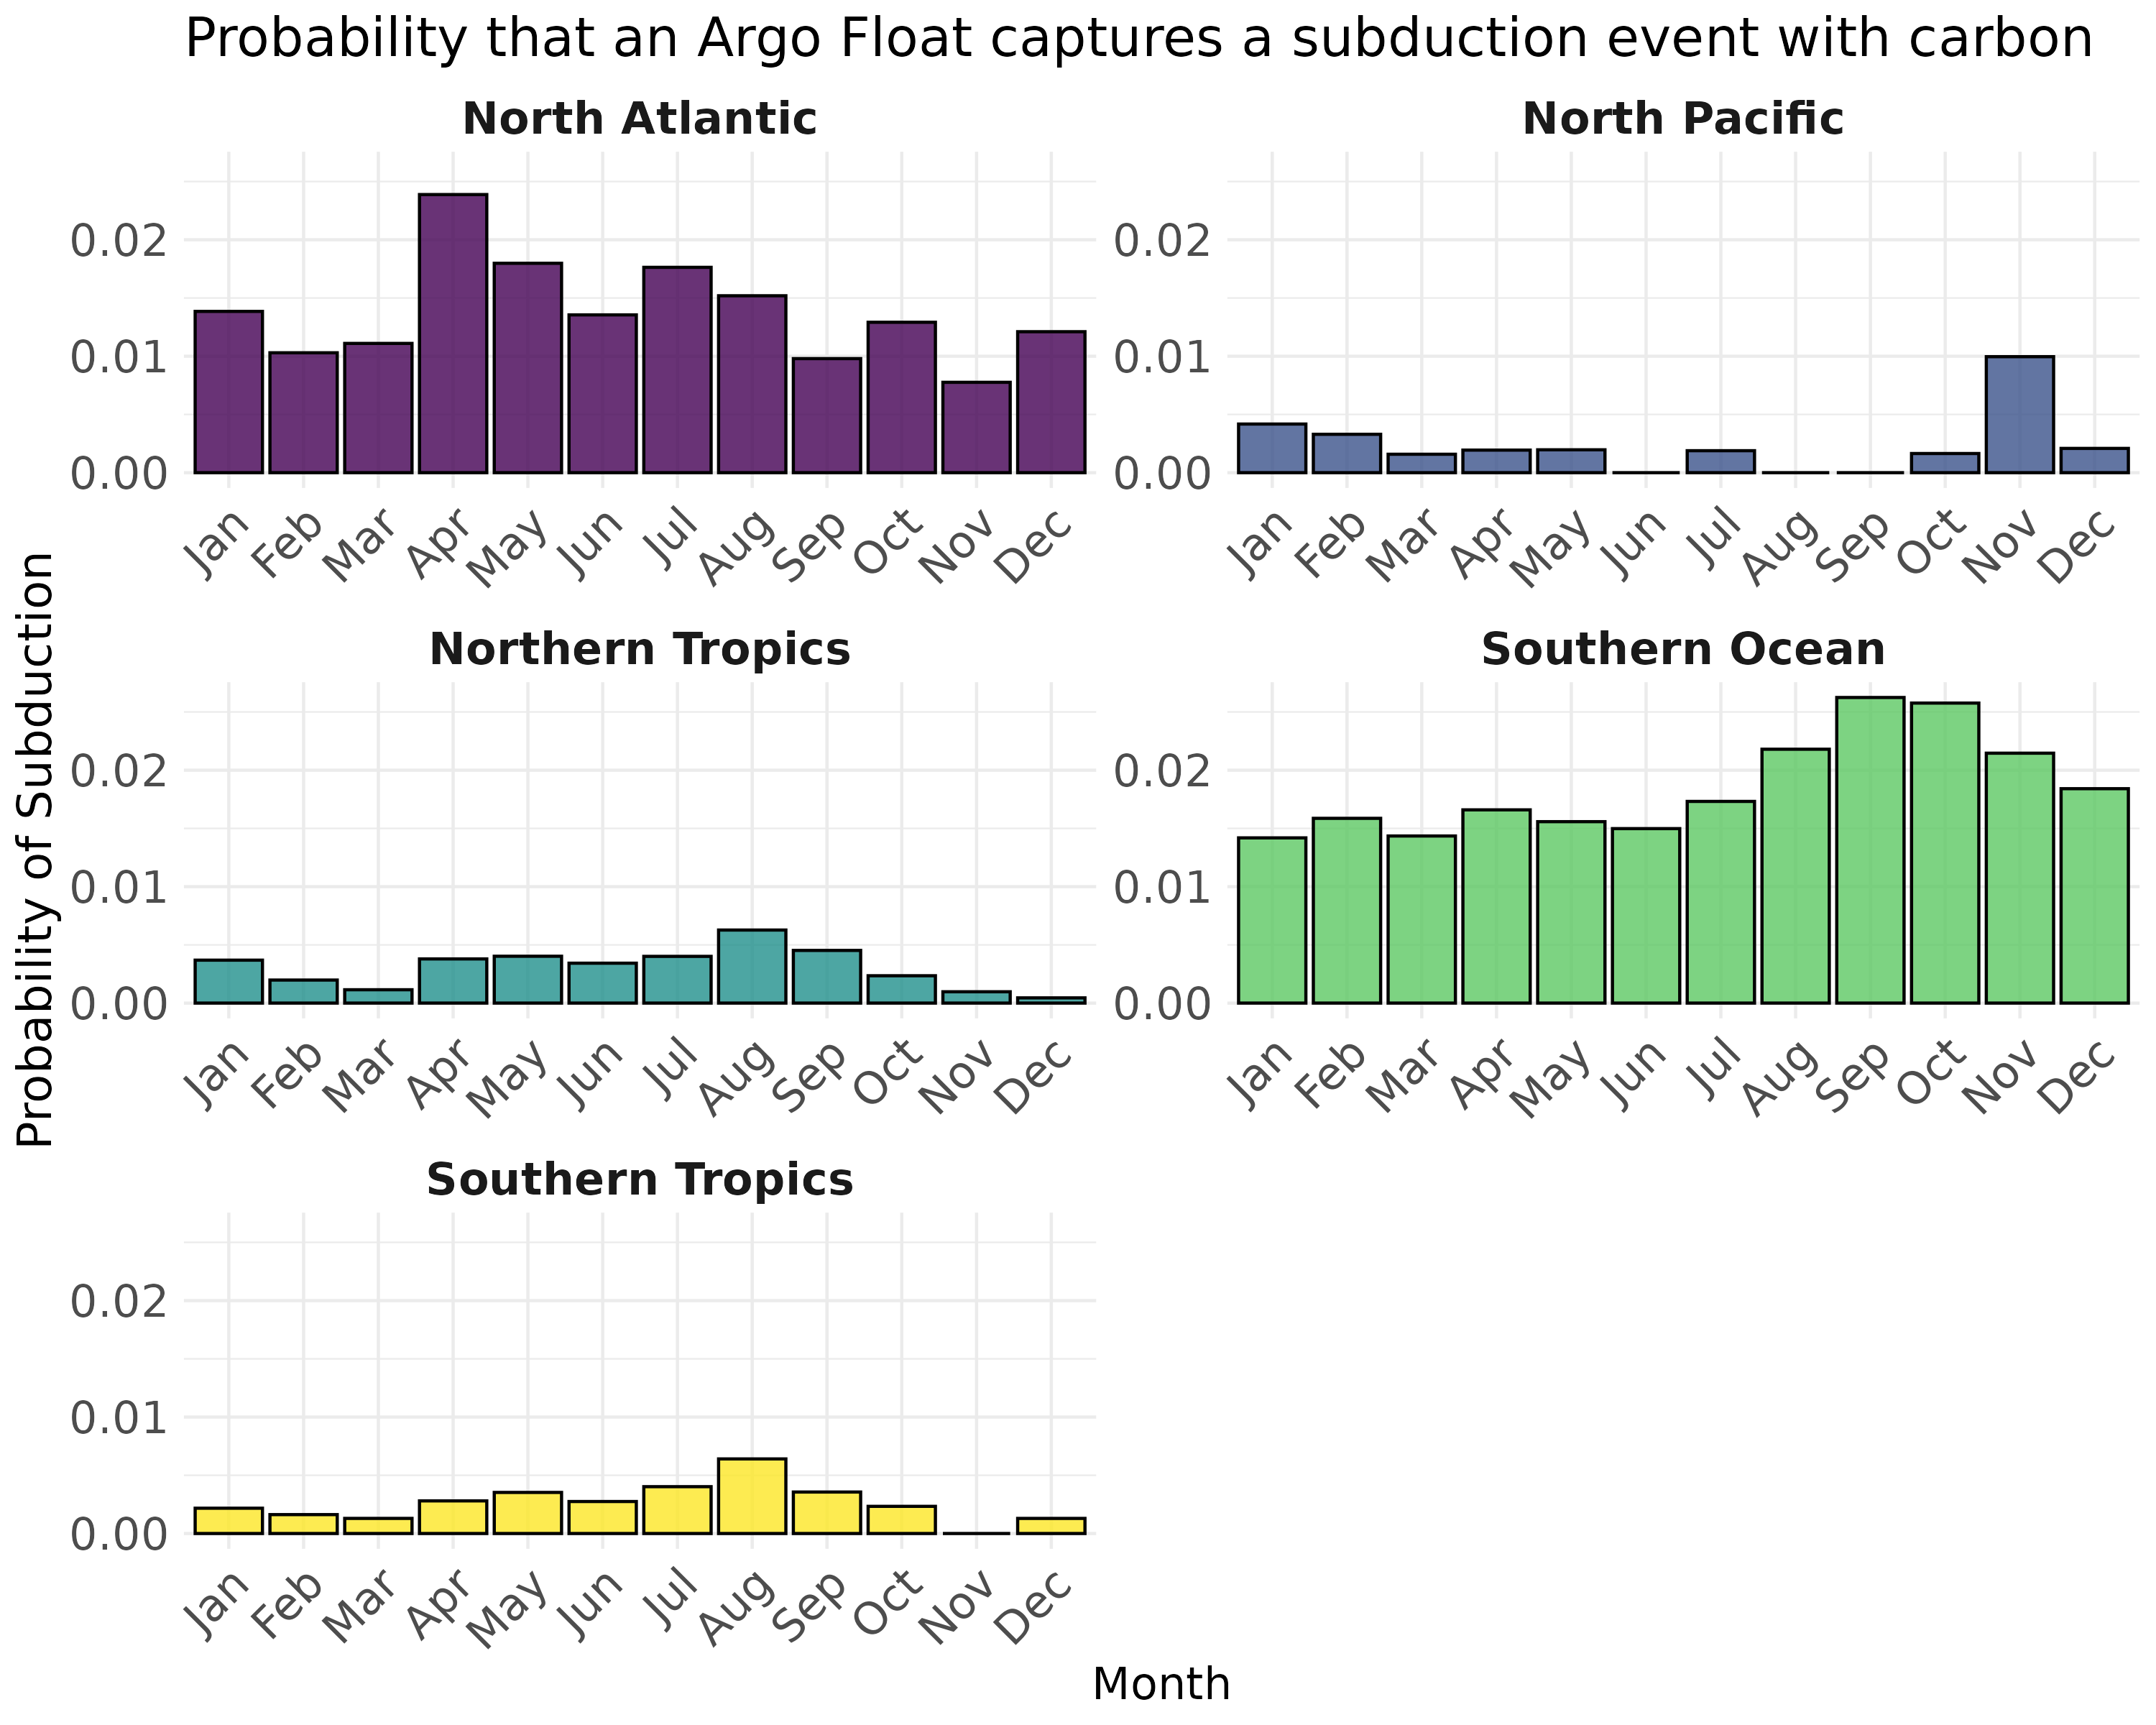 Probability that an Argo Float captures a subduction event with carbon
North Atlantic
0.02
0.01
0.00
Jan Feb Mar Apr May Jun Jul Aug Sep Oct Nov Dec
North Pacific
0.02
0.01
0.00
Jan Feb Mar Apr May Jun Jul Aug Sep Oct Nov Dec
Probability of Subduction
Northern Tropics
0.02
0.01
0.00
Jan Feb Mar Apr May Jun Jul Aug Sep Oct Nov Dec
Southern Ocean
0.02
0.01
0.00
Jan Feb Mar Apr May Jun Jul Aug Sep Oct Nov Dec
Southern Tropics
0.02
0.01
0.00
Jan Feb Mar Apr May Jun Jul Aug Sep Oct Nov Dec
Month